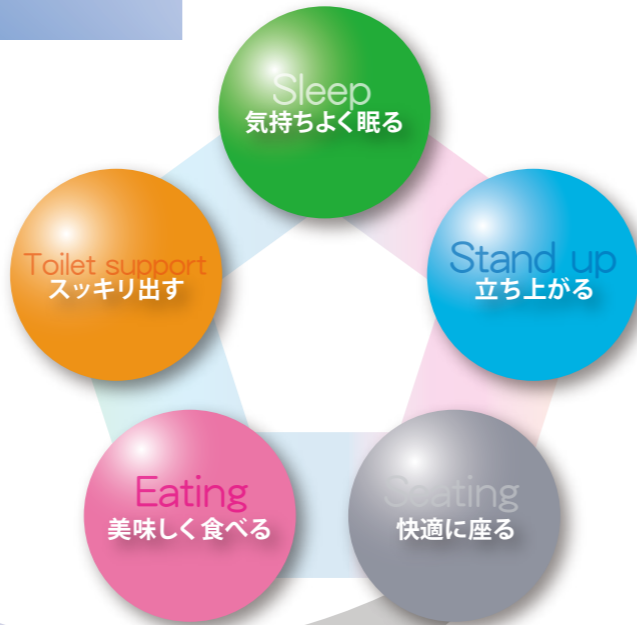 Sleep
気持ちよく眠る
Stand up
立ち上がる
Seating
快適に座る
Eating
美味しく食べる
Toilet support
スッキリ出す